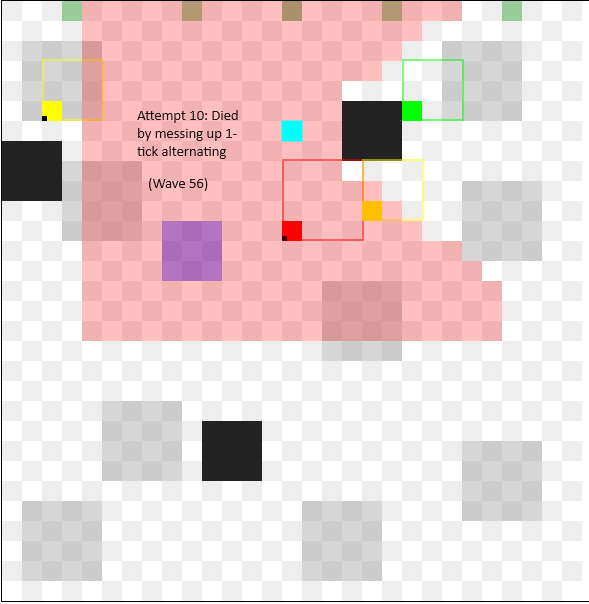 Attempt 10: Died
by messing up 1-
tick alternating
(Wave 56)